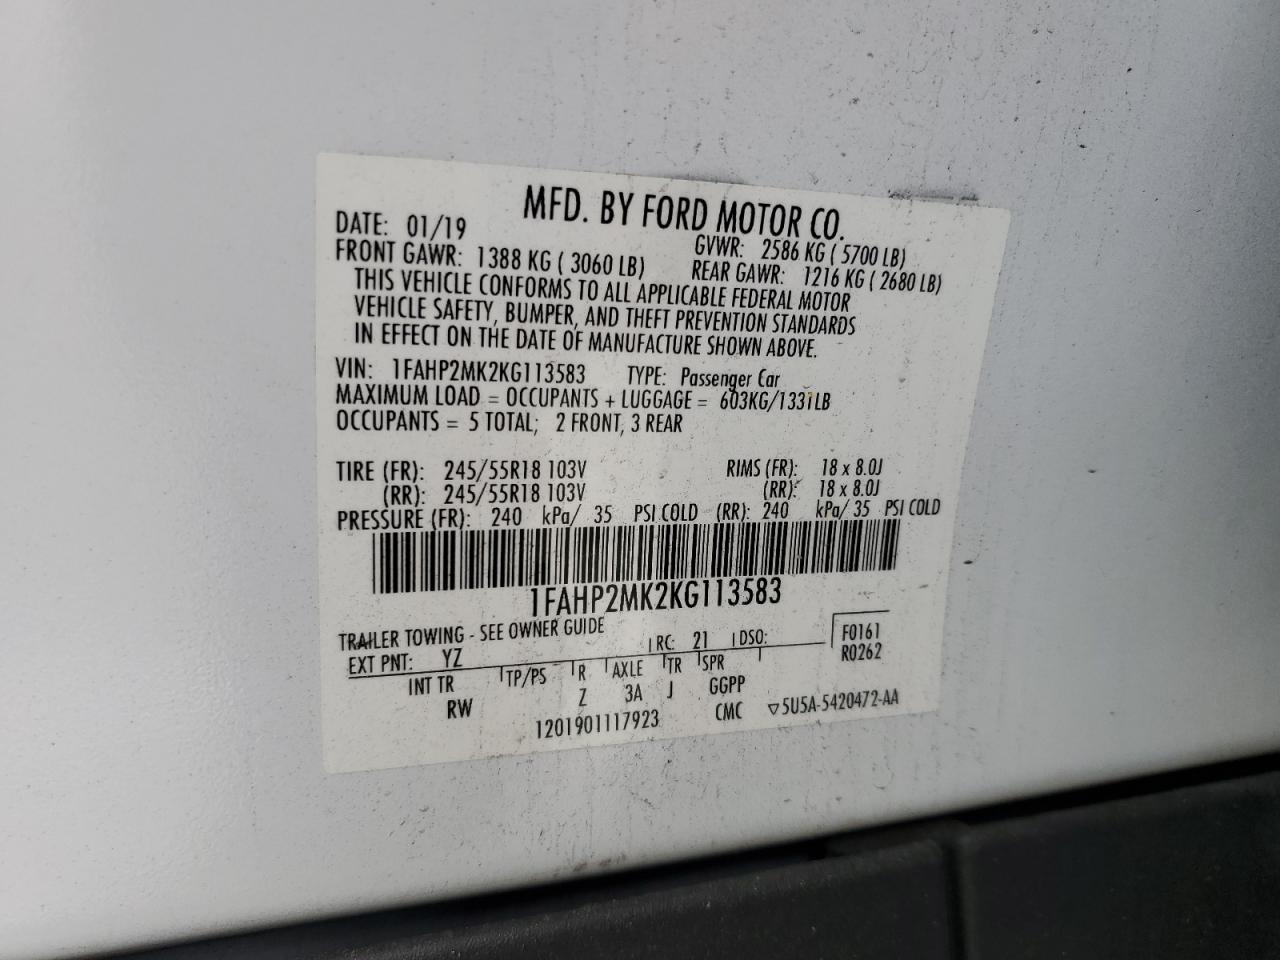 MFD. BY FORD MOTOR CO.
DATE: 01/19 GVWR: 2586 KG ( 5700 LB)
FRONT GAWR: 1388 KG ( 3060 LB) REAR GAWR: 1216 KG ( 2680 LB)
THIS VEHICLE CONFORMS TO ALL APPLICABLE FEDERAL MOTOR
VEHICLE SAFETY, BUMPER, AND THEFT PREVENTION STANDARDS
IN EFFECT ON THE DATE OF MANUFACTURE SHOWN ABOVE.
VIN: 1FAHP2MK2KG113583 TYPE: Passenger Car
MAXIMUM LOAD = OCCUPANTS + LUGGAGE = 603KG/1331LB
OCCUPANTS = 5 TOTAL; 2 FRONT, 3 REAR
TIRE (FR): 245/55R18 103V RIMS (FR): 18 x 8.0J
(RR): 245/55R18 103V (RR): 18 x 8.0J
PRESSURE (FR): 240 kPa/ 35 PSI COLD (RR): 240 kPa/ 35 PSI COLD
1FAHP2MK2KG113583
TRAILER TOWING - SEE OWNER GUIDE
EXT PNT: YZ RC: 21 DSO: F0161
R0262
INT TR TP/PS R AXLE TR SPR
RW Z 3A J GGPP
1201901117923 CMC ▽5U5A-5420472-AA